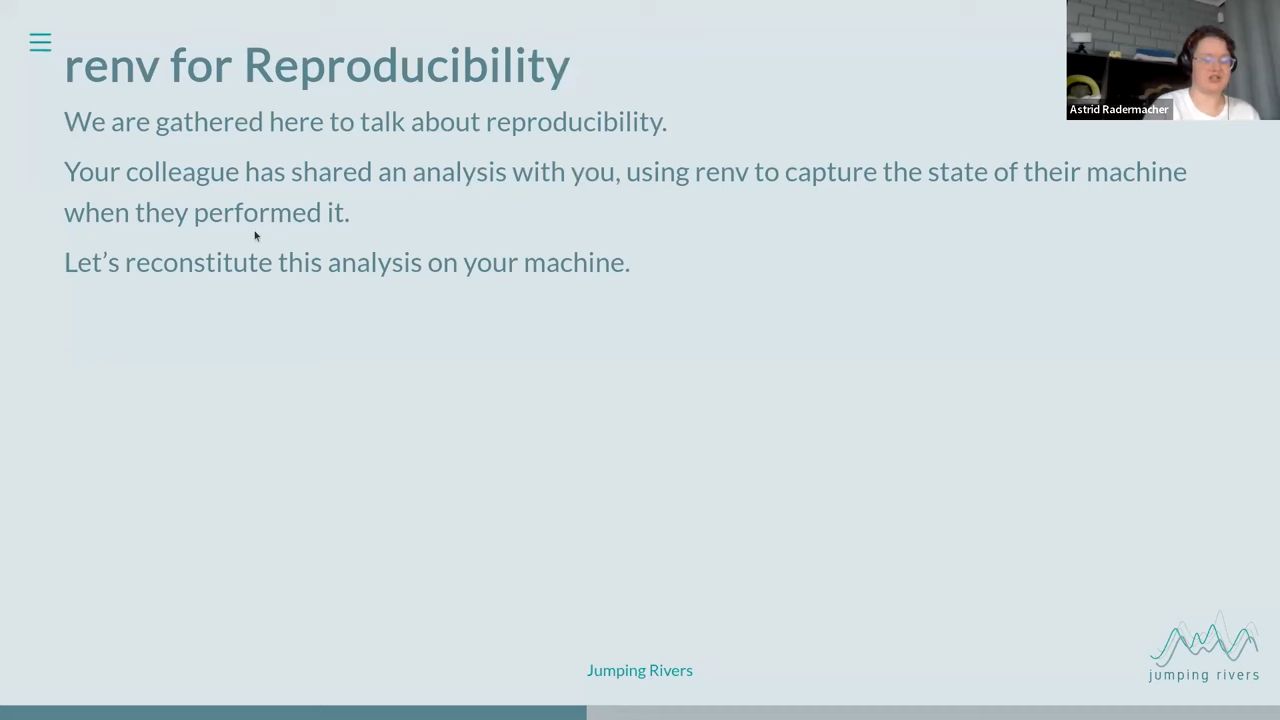 renv for Reproducibility
Astrid Radermacher
We are gathered here to talk about reproducibility.
Your colleague has shared an analysis with you, using renv to capture the state of their machine
when they performed it.
Let’s reconstitute this analysis on your machine.
Jumping Rivers
jumping rivers